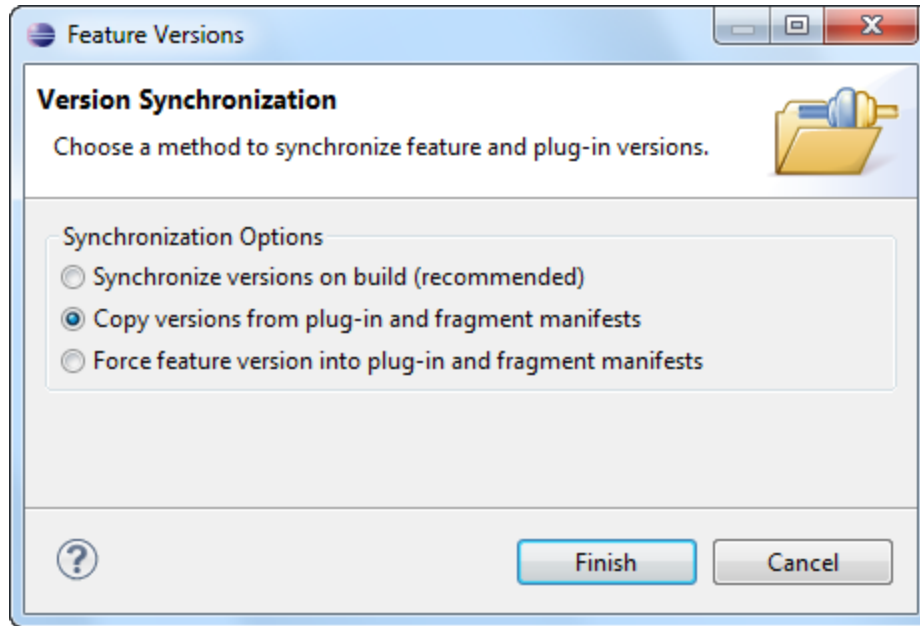 Feature Versions
Version Synchronization
Choose a method to synchronize feature and plug-in versions.
Synchronization Options
Synchronize versions on build (recommended)
Copy versions from plug-in and fragment manifests
Force feature version into plug-in and fragment manifests
?
Finish
Cancel